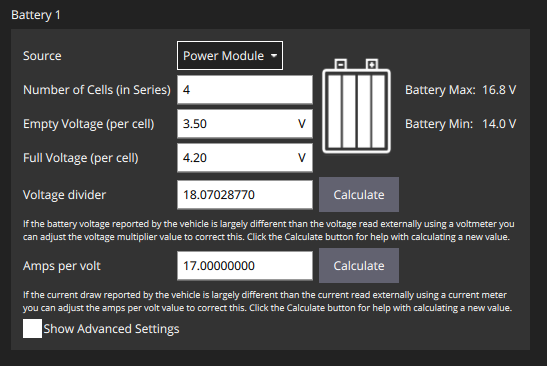 Battery 1
Source Power Module
Number of Cells (in Series) 4 Battery Max: 16.8 V
Empty Voltage (per cell) 3.50 V Battery Min: 14.0 V
Full Voltage (per cell) 4.20 V
Voltage divider 18.07028770 Calculate
If the battery voltage reported by the vehicle is largely different than the voltage read externally using a voltmeter you
can adjust the voltage multiplier value to correct this. Click the Calculate button for help with calculating a new value.
Amps per volt 17.00000000 Calculate
If the current draw reported by the vehicle is largely different than the current read externally using a current meter
you can adjust the amps per volt value to correct this. Click the Calculate button for help with calculating a new value.
Show Advanced Settings